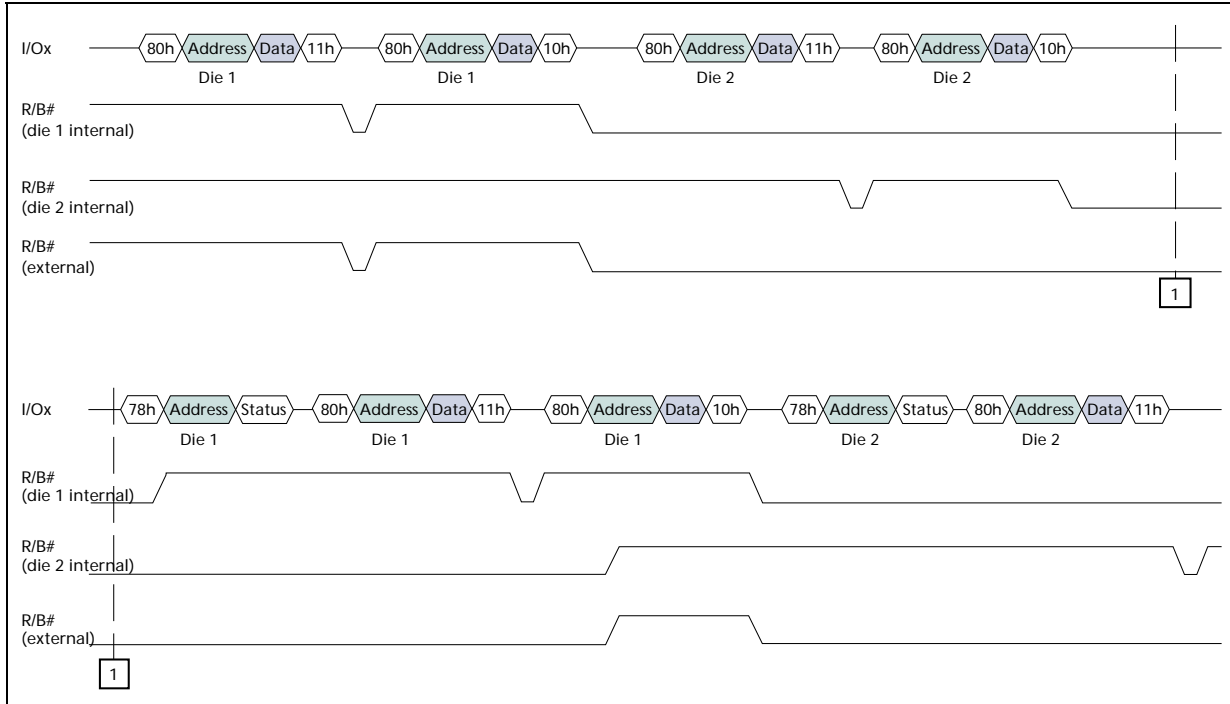 I/Ox 80h Address Data 11h 80h Address Data 10h 80h Address Data 11h 80h Address Data 10h
Die 1 Die 1 Die 2 Die 2
R/B#
(die 1 internal)
R/B#
(die 2 internal)
R/B#
(external)
1
I/Ox 78h Address Status 80h Address Data 11h 80h Address Data 10h 78h Address Status 80h Address Data 11h
Die 1 Die 1 Die 1 Die 2 Die 2
R/B#
(die 1 internal)
R/B#
(die 2 internal)
R/B#
(external)
1